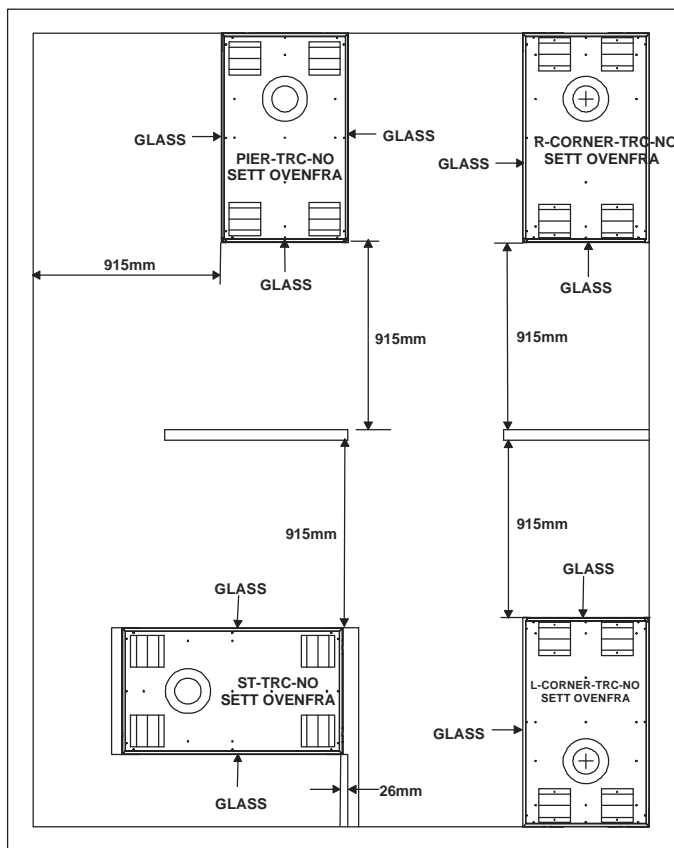 GLASS
GLASS
PIER-TRC-NO
SETT OVENFRA
GLASS
915mm
R-CORNER-TRC-NO
SETT OVENFRA
GLASS
GLASS
915mm
915mm
915mm
915mm
GLASS
ST-TRC-NO
SETT OVENFRA
GLASS
26mm
GLASS
L-CORNER-TRC-NO
SETT OVENFRA
GLASS